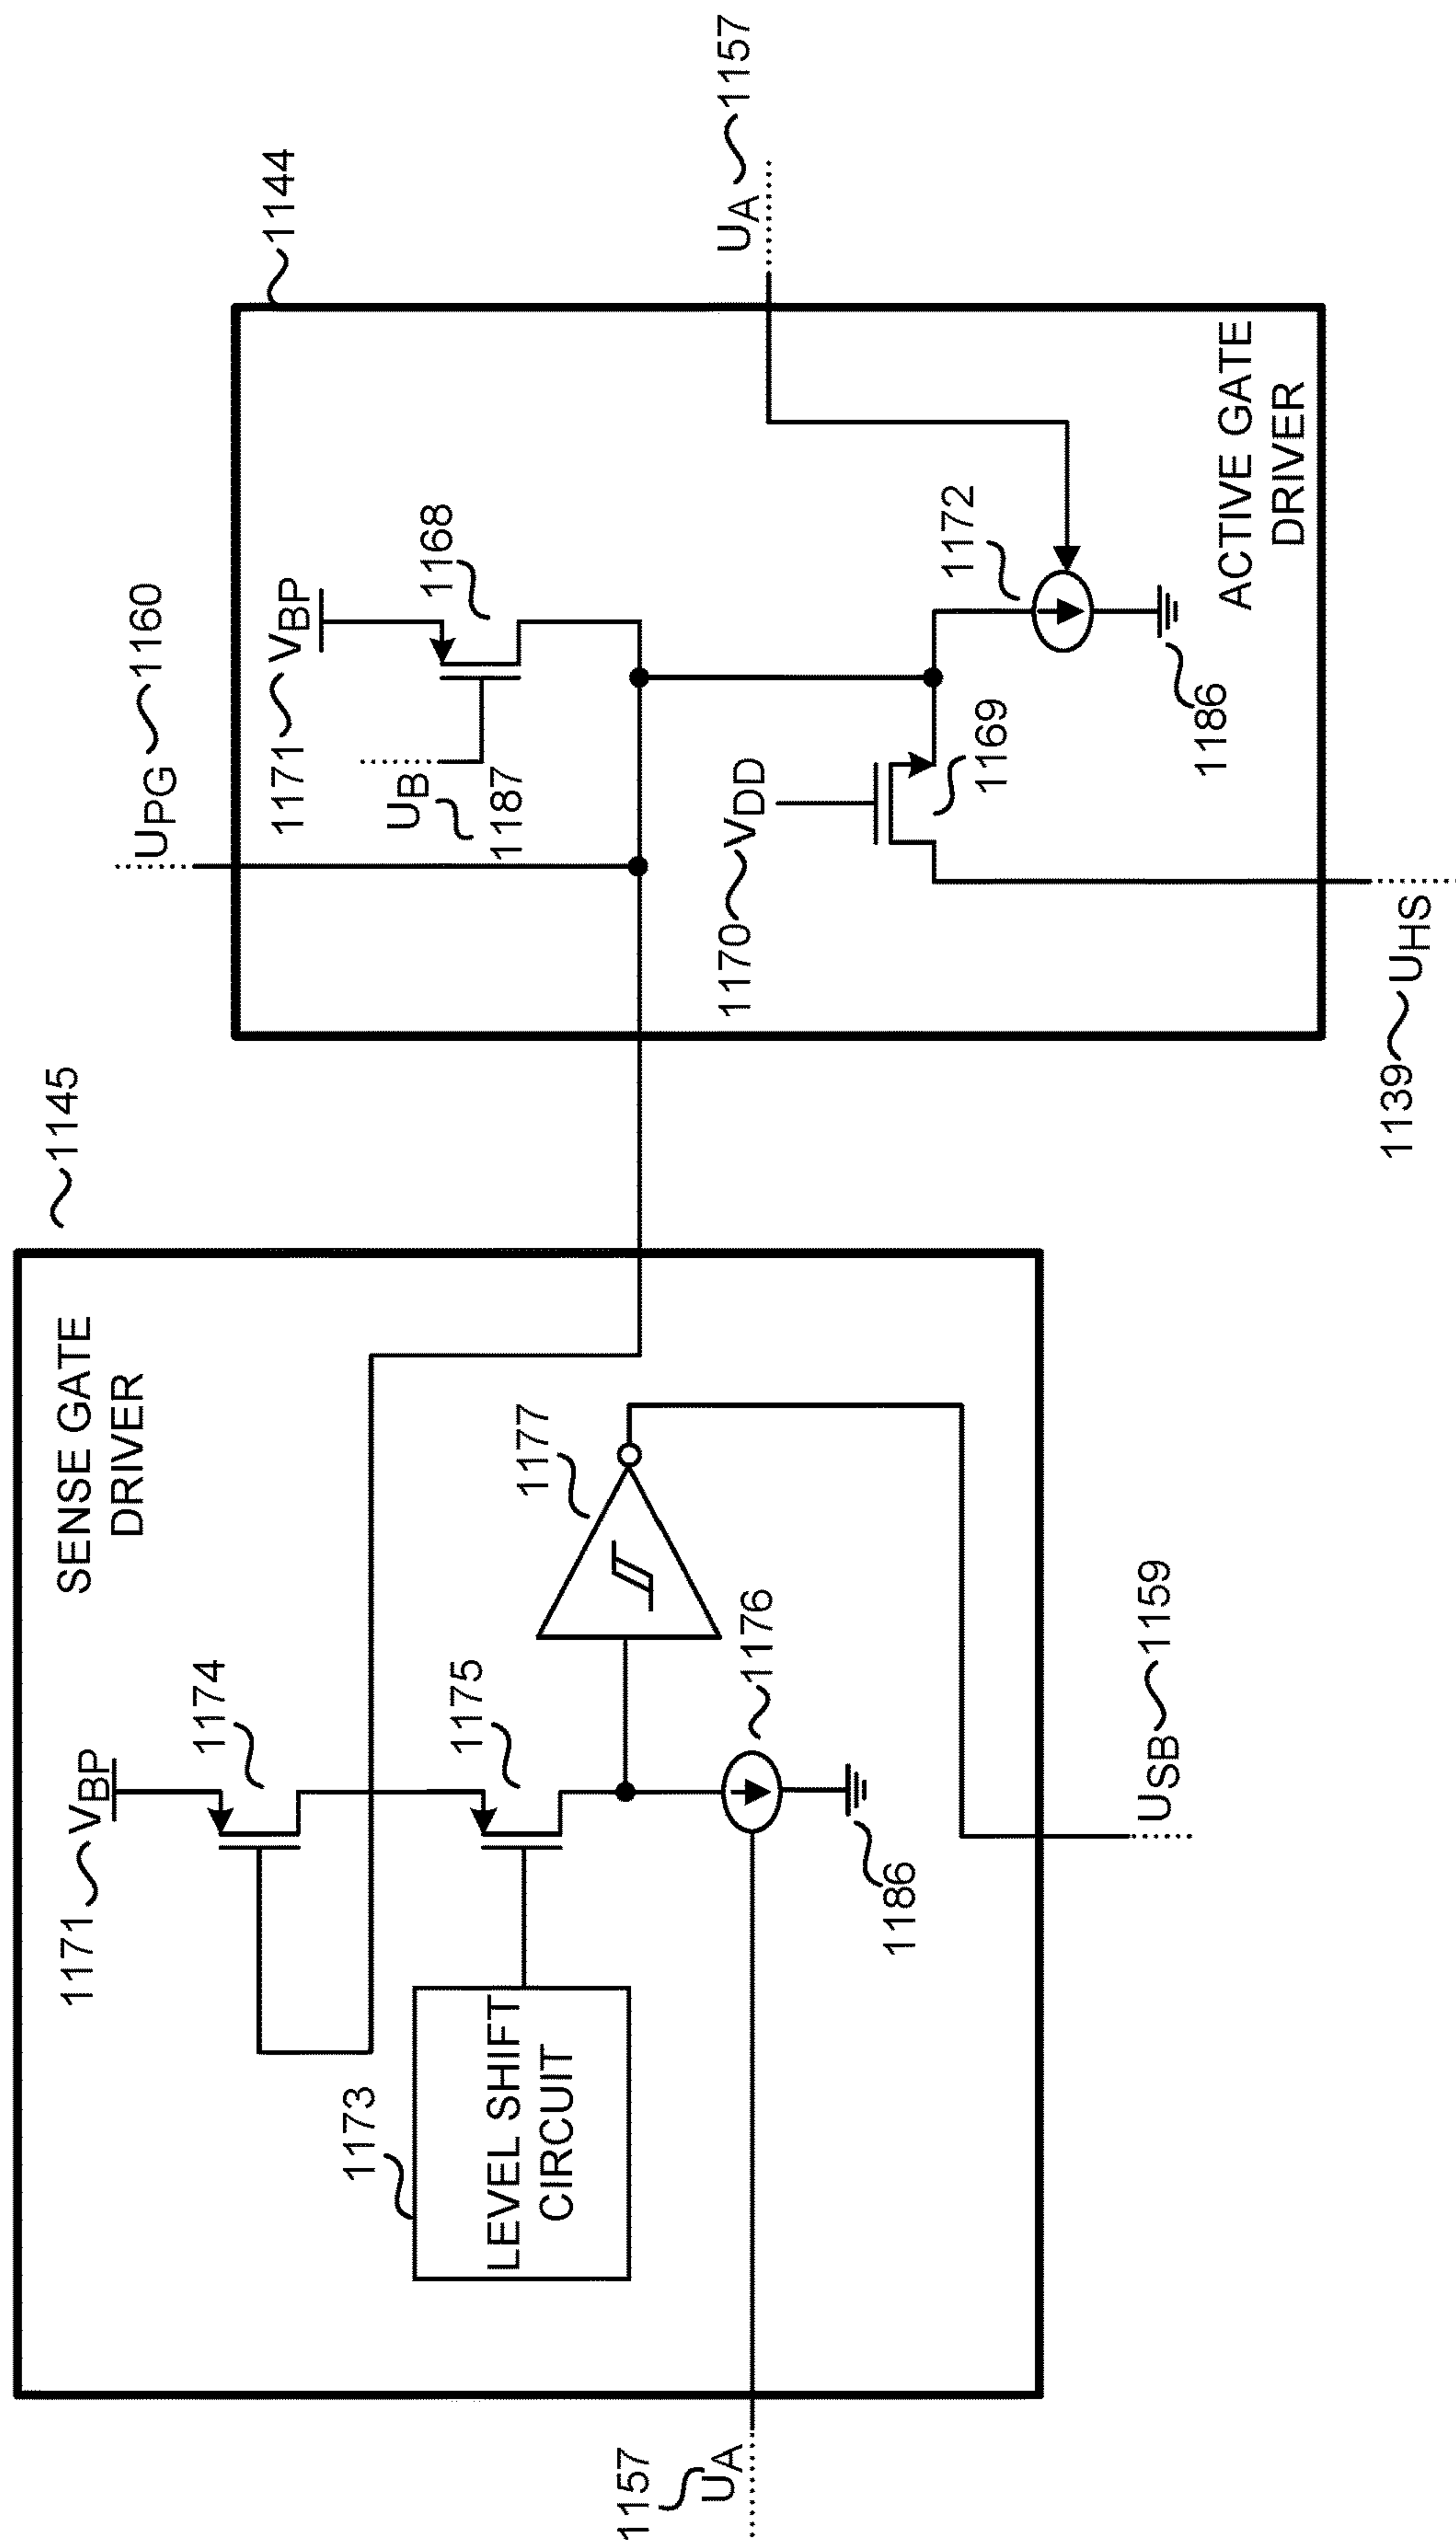 SENSE GATE
DRIVER
1145
1171 VBP
1174
1173
LEVEL SHIFT
CIRCUIT
1175
1177
1157
UA
1176
1186
USB 1159
UPG 1160
1144
1171 VBP
UB
1187
1168
1170 VDD
UA 1157
1172
1169
1186
ACTIVE GATE
DRIVER
1139 UHS